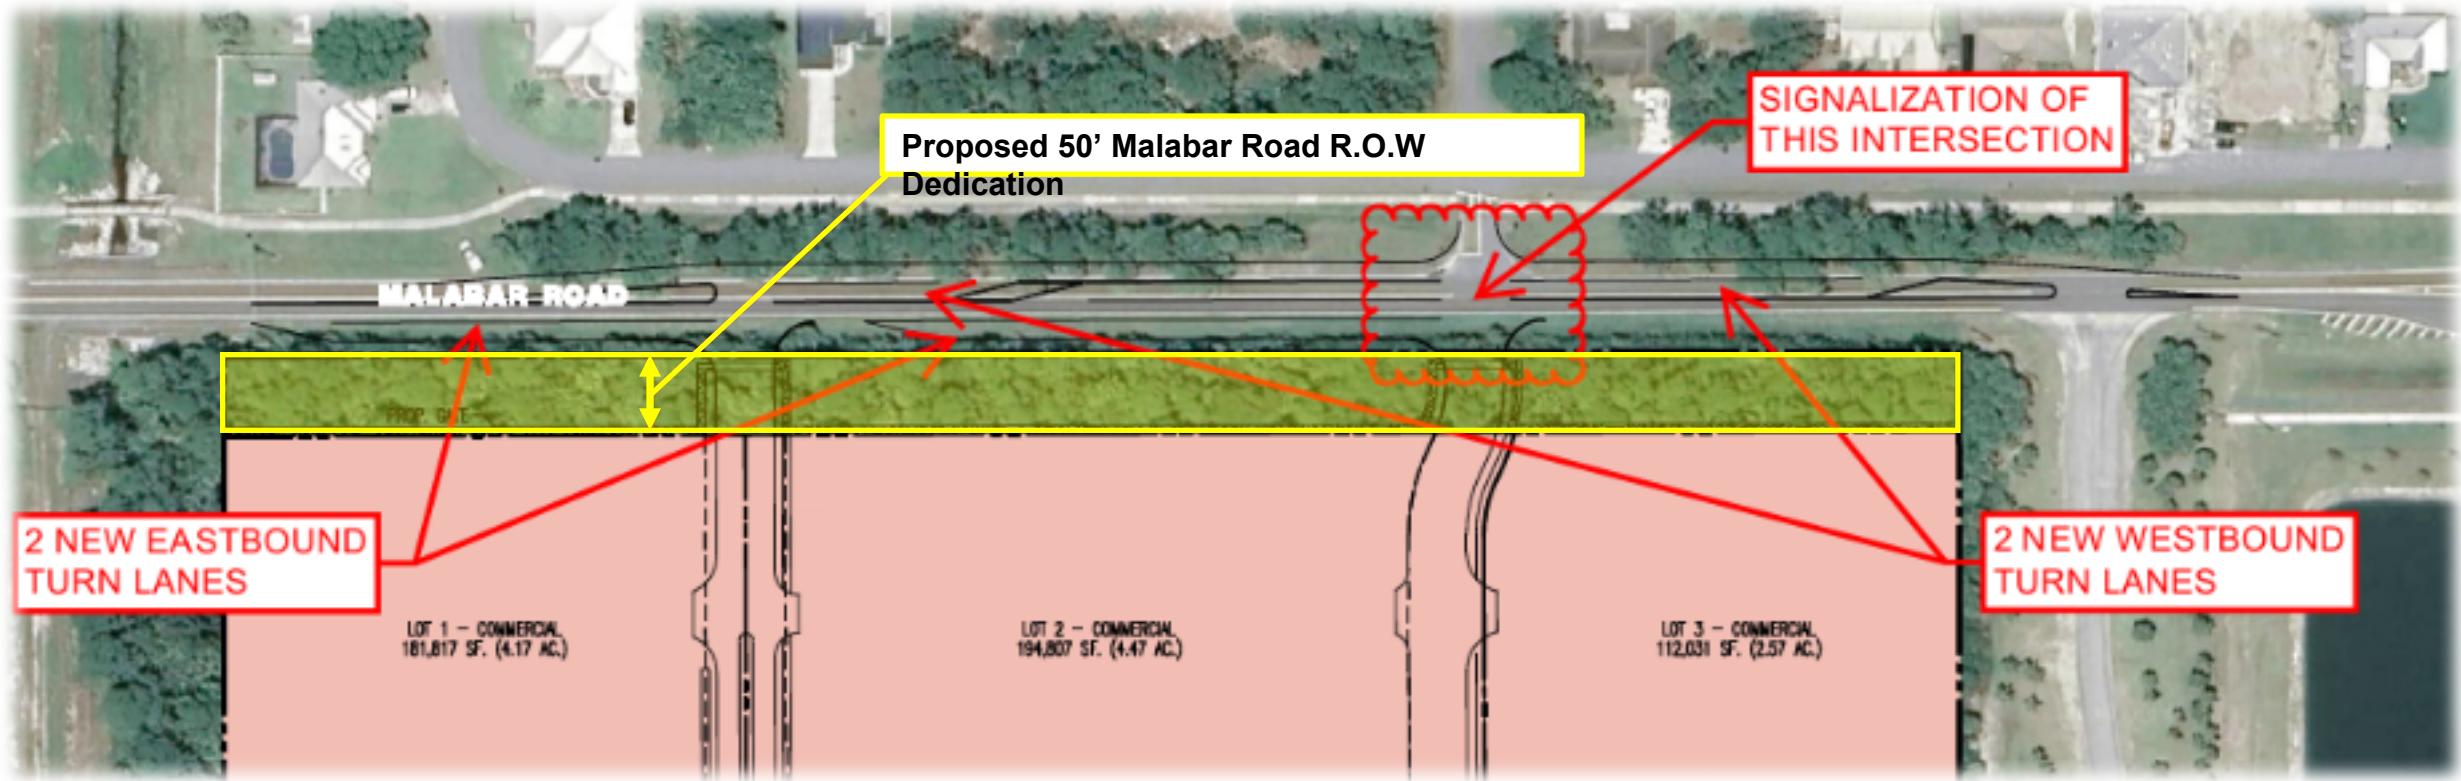 Proposed 50’ Malabar Road R.O.W
Dedication
SIGNALIZATION OF
THIS INTERSECTION
MALABAR ROAD
PROP. GATE
2 NEW EASTBOUND
TURN LANES
2 NEW WESTBOUND
TURN LANES
LOT 1 - COMMERCIAL
181,817 SF. (4.17 AC.)
LOT 2 - COMMERCIAL
194,807 SF. (4.47 AC.)
LOT 3 - COMMERCIAL
112,031 SF. (2.57 AC.)